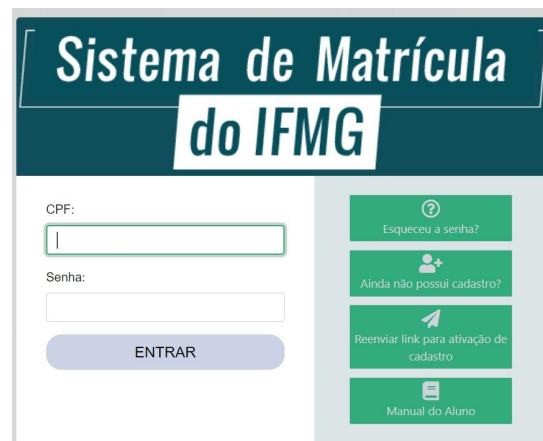 Sistema de Matrícula
do IFMG
CPF:
Senha:
ENTRAR
Esqueceu a senha?
Ainda não possui cadastro?
Reenviar link para ativação de
cadastro
Manual do Aluno